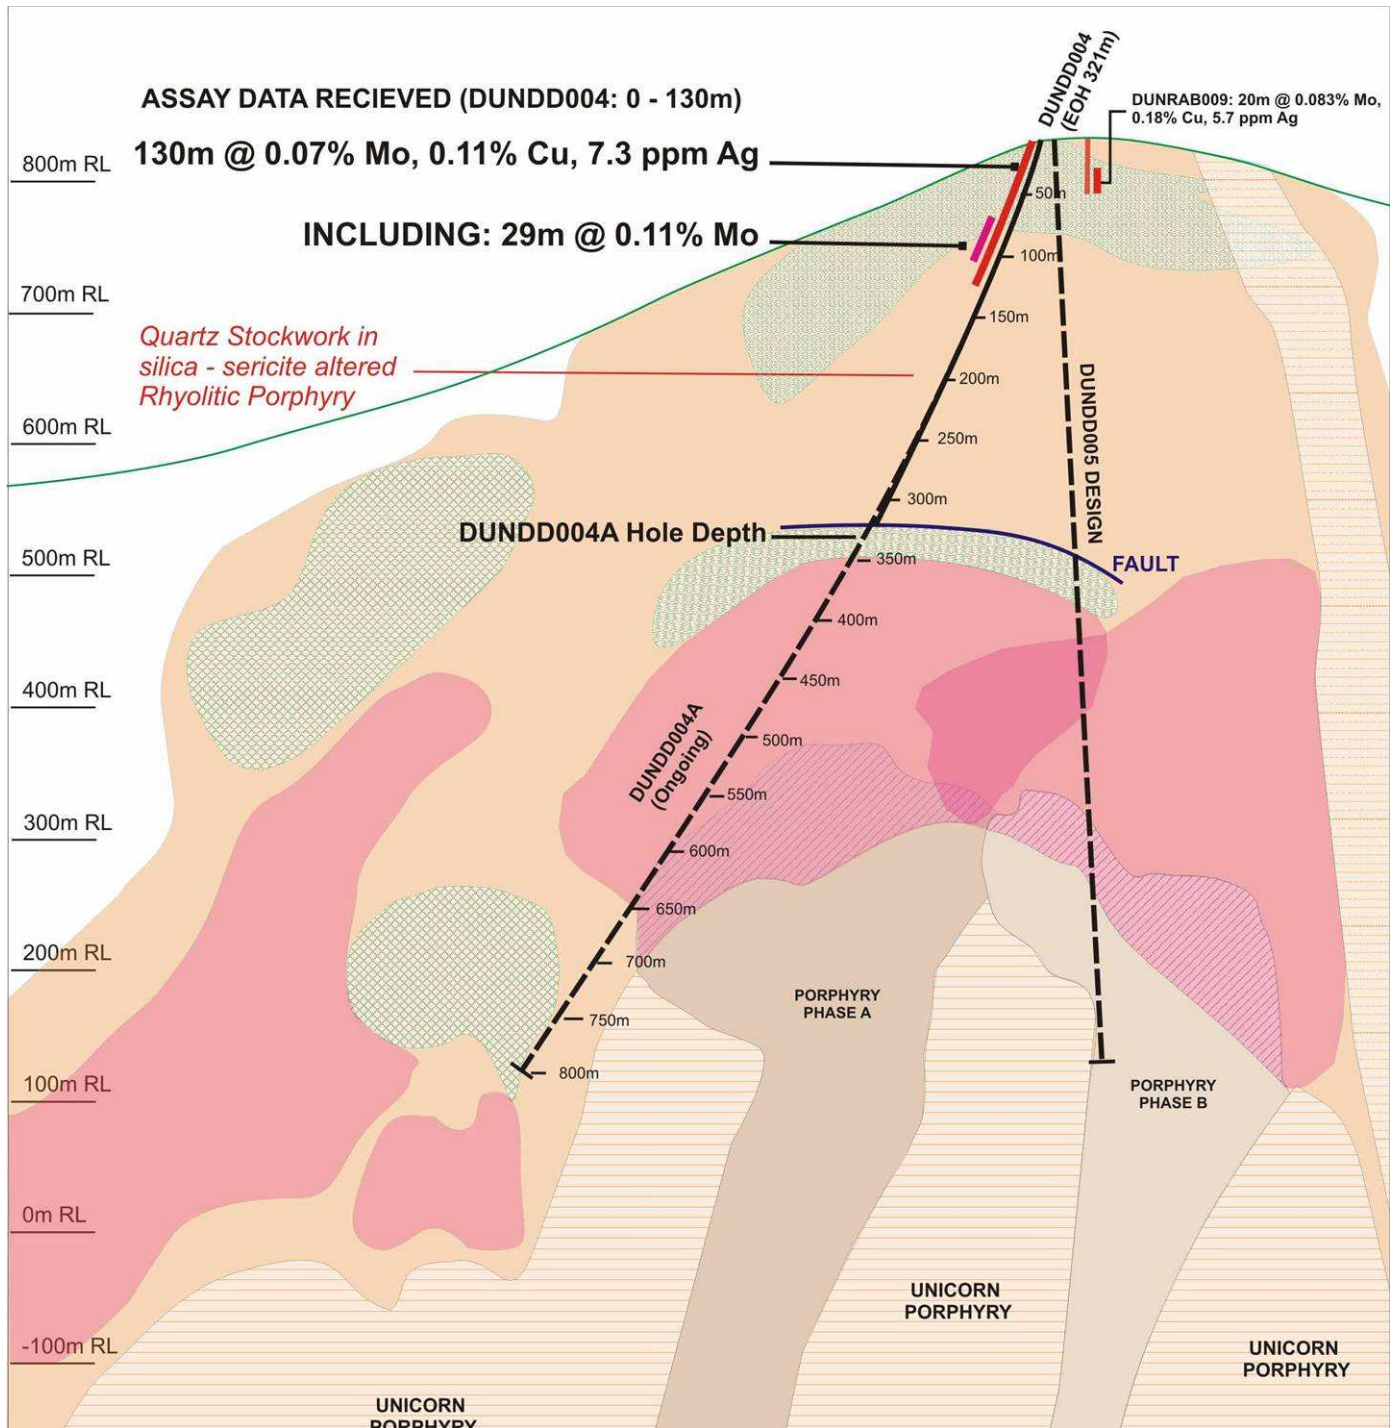 DUNDD004
(EOH 321m)
ASSAY DATA RECIEVED (DUNDD004: 0 - 130m)
130m @ 0.07% Mo, 0.11% Cu, 7.3 ppm Ag
INCLUDING: 29m @ 0.11% Mo
DUNRAB009: 20m @ 0.083% Mo,
0.18% Cu, 5.7 ppm Ag
800m RL
50m
100m
700m RL
150m
Quartz Stockwork in
silica - sericite altered
Rhyolitic Porphyry
200m
DUNDD005 DESIGN
600m RL
250m
300m
DUNDD004A Hole Depth
500m RL
350m
FAULT
400m
400m RL
450m
DUNDD004A
(Ongoing)
500m
550m
300m RL
600m
650m
200m RL
700m
PORPHYRY
PHASE A
750m
800m
100m RL
PORPHYRY
PHASE B
0m RL
UNICORN
PORPHYRY
-100m RL
UNICORN
PORPHYRY
UNICORN
PORPHYRY